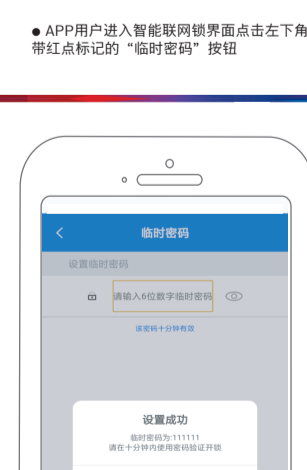 ● APP用户进入智能联网锁界面点击左下角
带红点标记的“临时密码”按钮
临时密码
设置临时密码
请输入6位数字临时密码
该密码十分钟有效
设置成功
临时密码为:111111
请在十分钟内使用密码验证开锁